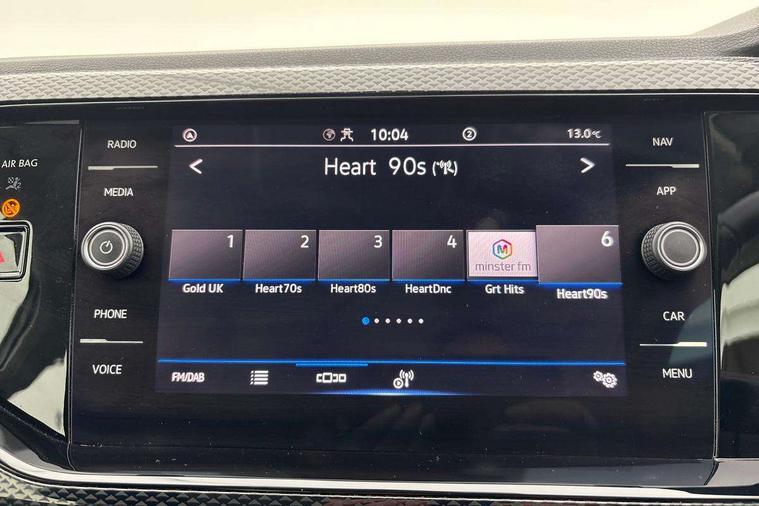 RADIO
MEDIA
PHONE
VOICE
AIR BAG
10:04
2
13.0°C
< Heart 90s >
1 2 3 4 minster fm 6
Gold UK Heart70s Heart80s HeartDnc Grt Hits Heart90s
FM/DAB
NAV
APP
CAR
MENU